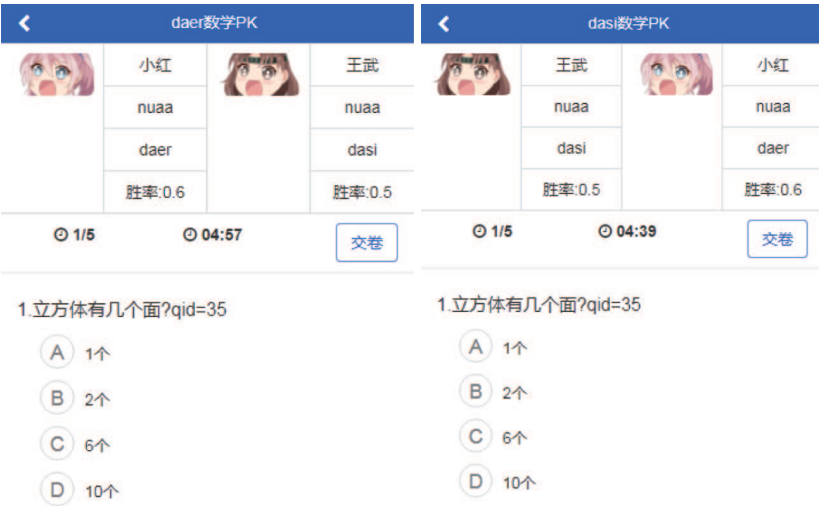 daer数学PK
小红 王武
nuaa nuaa
daer dasi
胜率:0.6 胜率:0.5
1/5 04:57 交卷
1.立方体有几个面?qid=35
A 1个
B 2个
C 6个
D 10个
dasi数学PK
王武 小红
nuaa nuaa
dasi daer
胜率:0.5 胜率:0.6
1/5 04:39 交卷
1.立方体有几个面?qid=35
A 1个
B 2个
C 6个
D 10个